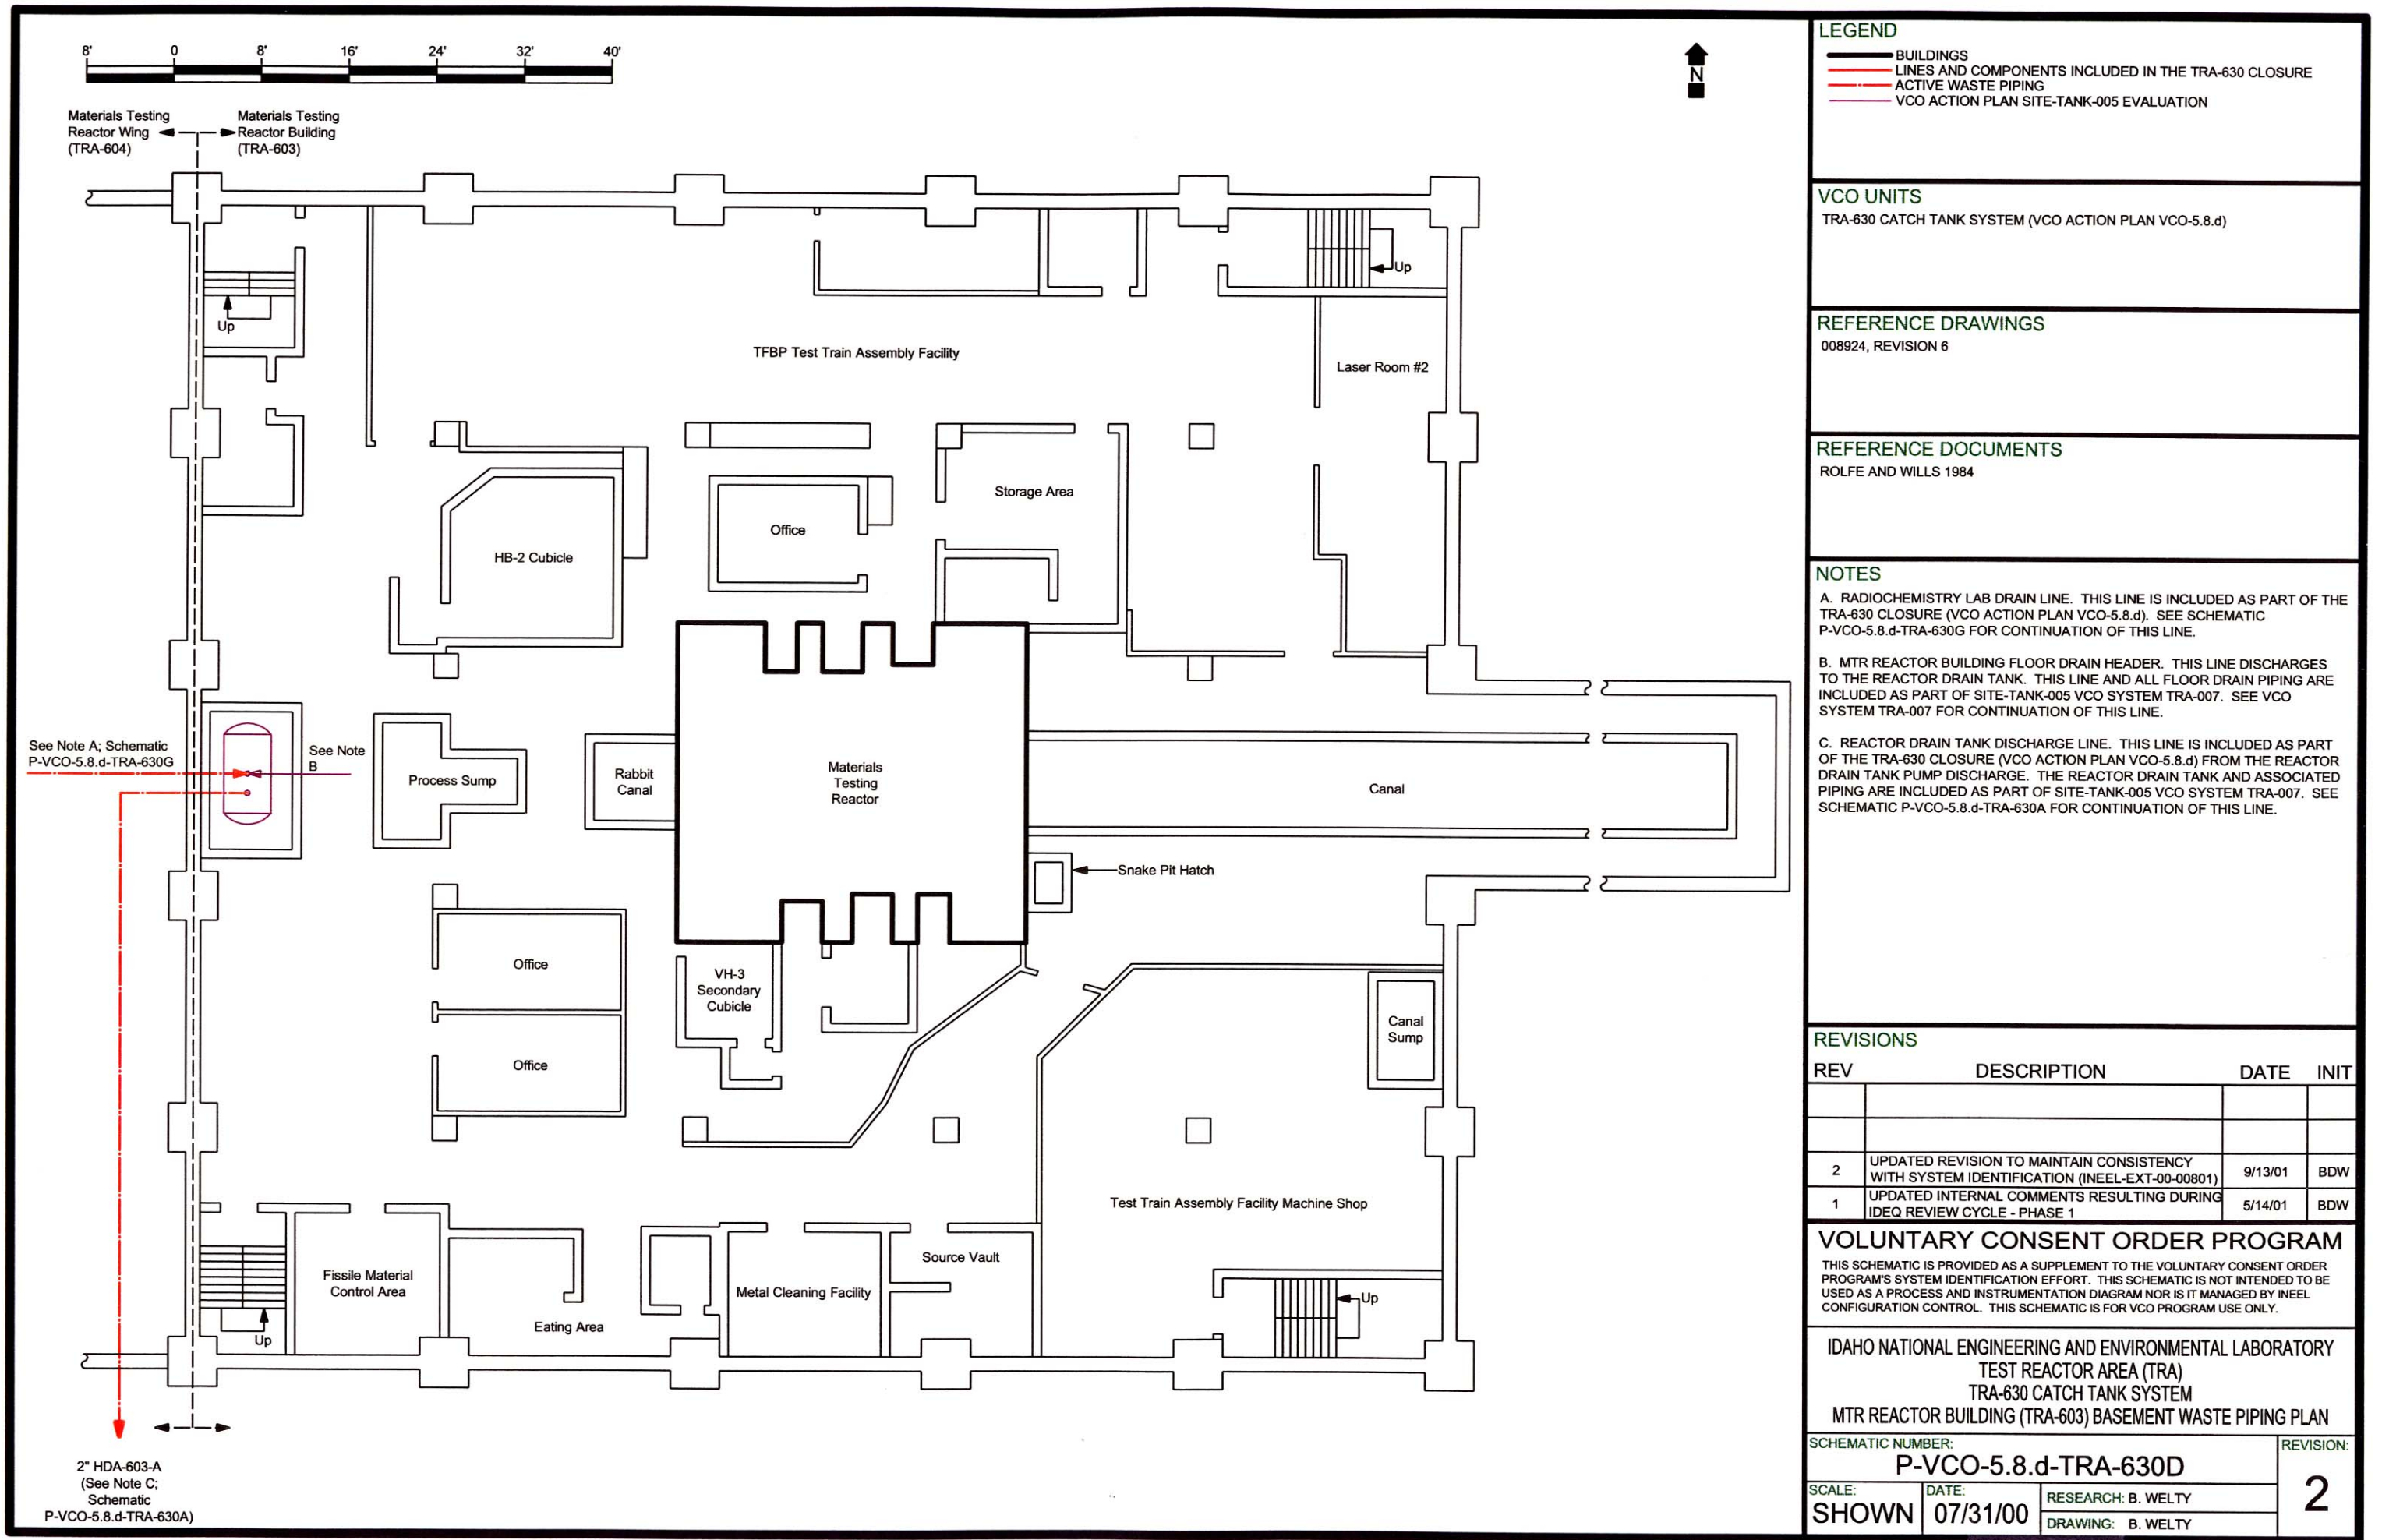 8' 0 8' 16' 24' 32' 40'
N
Materials Testing
Reactor Wing
(TRA-604)
Materials Testing
Reactor Building
(TRA-603)
Up
Up
TFBP Test Train Assembly Facility
Laser Room #2
Storage Area
Office
HB-2 Cubicle
See Note A; Schematic
P-VCO-5.8.d-TRA-630G
See Note
B
Process Sump
Rabbit
Canal
Materials
Testing
Reactor
Canal
Snake Pit Hatch
Office
VH-3
Secondary
Cubicle
Canal
Sump
Office
Test Train Assembly Facility Machine Shop
Fissile Material
Control Area
Eating Area
Metal Cleaning Facility
Source Vault
Up
Up
2" HDA-603-A
(See Note C;
Schematic
P-VCO-5.8.d-TRA-630A)
LEGEND
BUILDINGS
LINES AND COMPONENTS INCLUDED IN THE TRA-630 CLOSURE
ACTIVE WASTE PIPING
VCO ACTION PLAN SITE-TANK-005 EVALUATION
VCO UNITS
TRA-630 CATCH TANK SYSTEM (VCO ACTION PLAN VCO-5.8.d)
REFERENCE DRAWINGS
008924, REVISION 6
REFERENCE DOCUMENTS
ROLFE AND WILLS 1984
NOTES
A. RADIOCHEMISTRY LAB DRAIN LINE. THIS LINE IS INCLUDED AS PART OF THE
TRA-630 CLOSURE (VCO ACTION PLAN VCO-5.8.d). SEE SCHEMATIC
P-VCO-5.8.d-TRA-630G FOR CONTINUATION OF THIS LINE.
B. MTR REACTOR BUILDING FLOOR DRAIN HEADER. THIS LINE DISCHARGES
TO THE REACTOR DRAIN TANK. THIS LINE AND ALL FLOOR DRAIN PIPING ARE
INCLUDED AS PART OF SITE-TANK-005 VCO SYSTEM TRA-007. SEE VCO
SYSTEM TRA-007 FOR CONTINUATION OF THIS LINE.
C. REACTOR DRAIN TANK DISCHARGE LINE. THIS LINE IS INCLUDED AS PART
OF THE TRA-630 CLOSURE (VCO ACTION PLAN VCO-5.8.d) FROM THE REACTOR
DRAIN TANK PUMP DISCHARGE. THE REACTOR DRAIN TANK AND ASSOCIATED
PIPING ARE INCLUDED AS PART OF SITE-TANK-005 VCO SYSTEM TRA-007. SEE
SCHEMATIC P-VCO-5.8.d-TRA-630A FOR CONTINUATION OF THIS LINE.
REVISIONS
REV DESCRIPTION DATE INIT
2 UPDATED REVISION TO MAINTAIN CONSISTENCY
WITH SYSTEM IDENTIFICATION (INEEL-EXT-00-00801) 9/13/01 BDW
1 UPDATED INTERNAL COMMENTS RESULTING DURING
IDEQ REVIEW CYCLE - PHASE 1 5/14/01 BDW
VOLUNTARY CONSENT ORDER PROGRAM
THIS SCHEMATIC IS PROVIDED AS A SUPPLEMENT TO THE VOLUNTARY CONSENT ORDER
PROGRAM'S SYSTEM IDENTIFICATION EFFORT. THIS SCHEMATIC IS NOT INTENDED TO BE
USED AS A PROCESS AND INSTRUMENTATION DIAGRAM NOR IS IT MANAGED BY INEEL
CONFIGURATION CONTROL. THIS SCHEMATIC IS FOR VCO PROGRAM USE ONLY.
IDAHO NATIONAL ENGINEERING AND ENVIRONMENTAL LABORATORY
TEST REACTOR AREA (TRA)
TRA-630 CATCH TANK SYSTEM
MTR REACTOR BUILDING (TRA-603) BASEMENT WASTE PIPING PLAN
SCHEMATIC NUMBER:
P-VCO-5.8.d-TRA-630D
REVISION:
2
SCALE:
SHOWN
DATE:
07/31/00
RESEARCH: B. WELTY
DRAWING: B. WELTY